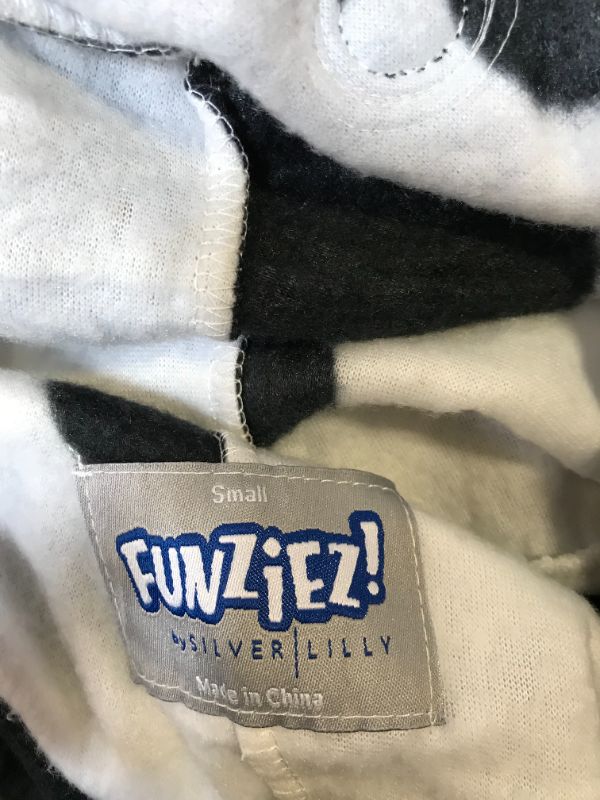 Small
FUNZiEZ!
by SILVER | LILLY
Made in China